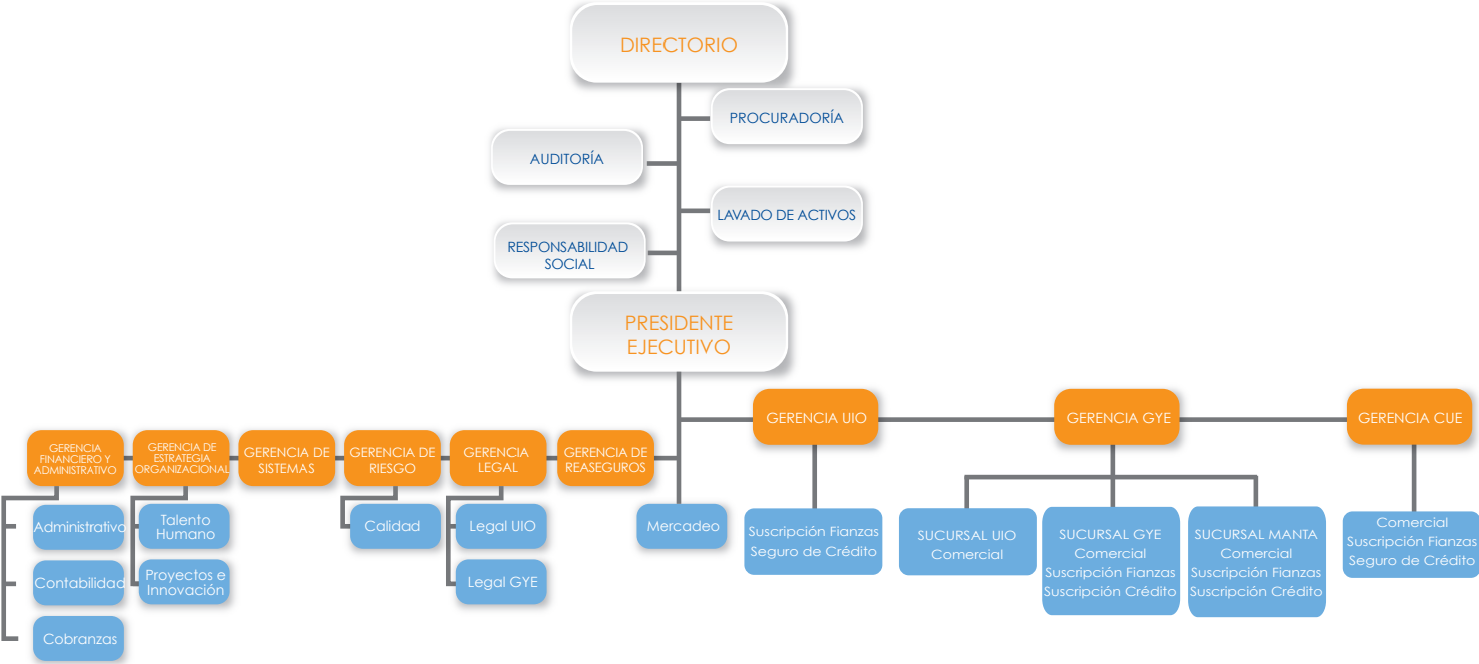 DIRECTORIO
PROCURADORÍA
AUDITORÍA
LAVADO DE ACTIVOS
RESPONSABILIDAD
SOCIAL
PRESIDENTE
EJECUTIVO
GERENCIA UIO
GERENCIA GYE
GERENCIA CUE
GERENCIA
FINANCIERO Y
ADMINISTRATIVO
GERENCIA DE
ESTRATEGIA
ORGANIZACIONAL
GERENCIA DE
SISTEMAS
GERENCIA DE
RIESGO
GERENCIA
LEGAL
GERENCIA DE
REASEGUROS
Administrativo
Contabilidad
Cobranzas
Talento
Humano
Proyectos e
Innovación
Calidad
Legal UIO
Legal GYE
Mercadeo
Suscripción Fianzas
Seguro de Crédito
SUCURSAL UIO
Comercial
SUCURSAL GYE
Comercial
Suscripción Fianzas
Suscripción Crédito
SUCURSAL MANTA
Comercial
Suscripción Fianzas
Suscripción Crédito
Comercial
Suscripción Fianzas
Seguro de Crédito